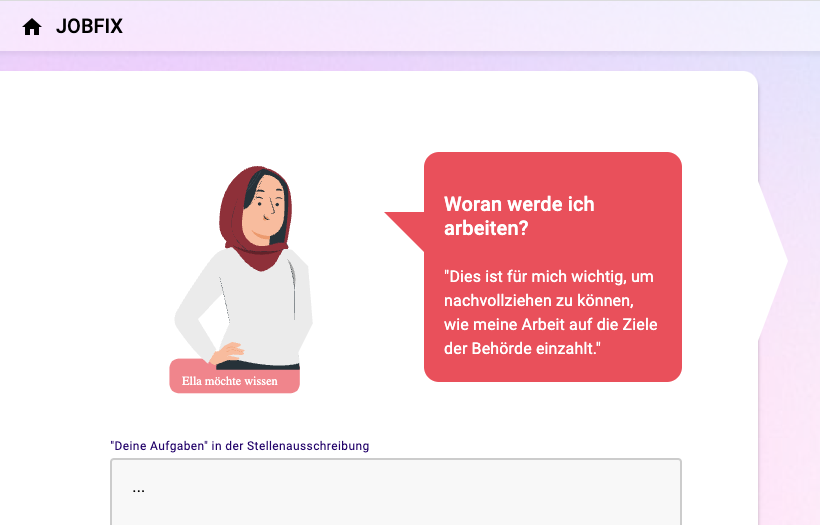 JOBFIX
Woran werde ich
arbeiten?
"Dies ist für mich wichtig, um
nachvollziehen zu können,
wie meine Arbeit auf die Ziele
der Behörde einzahlt."
Ella möchte wissen
"Deine Aufgaben" in der Stellenausschreibung
...